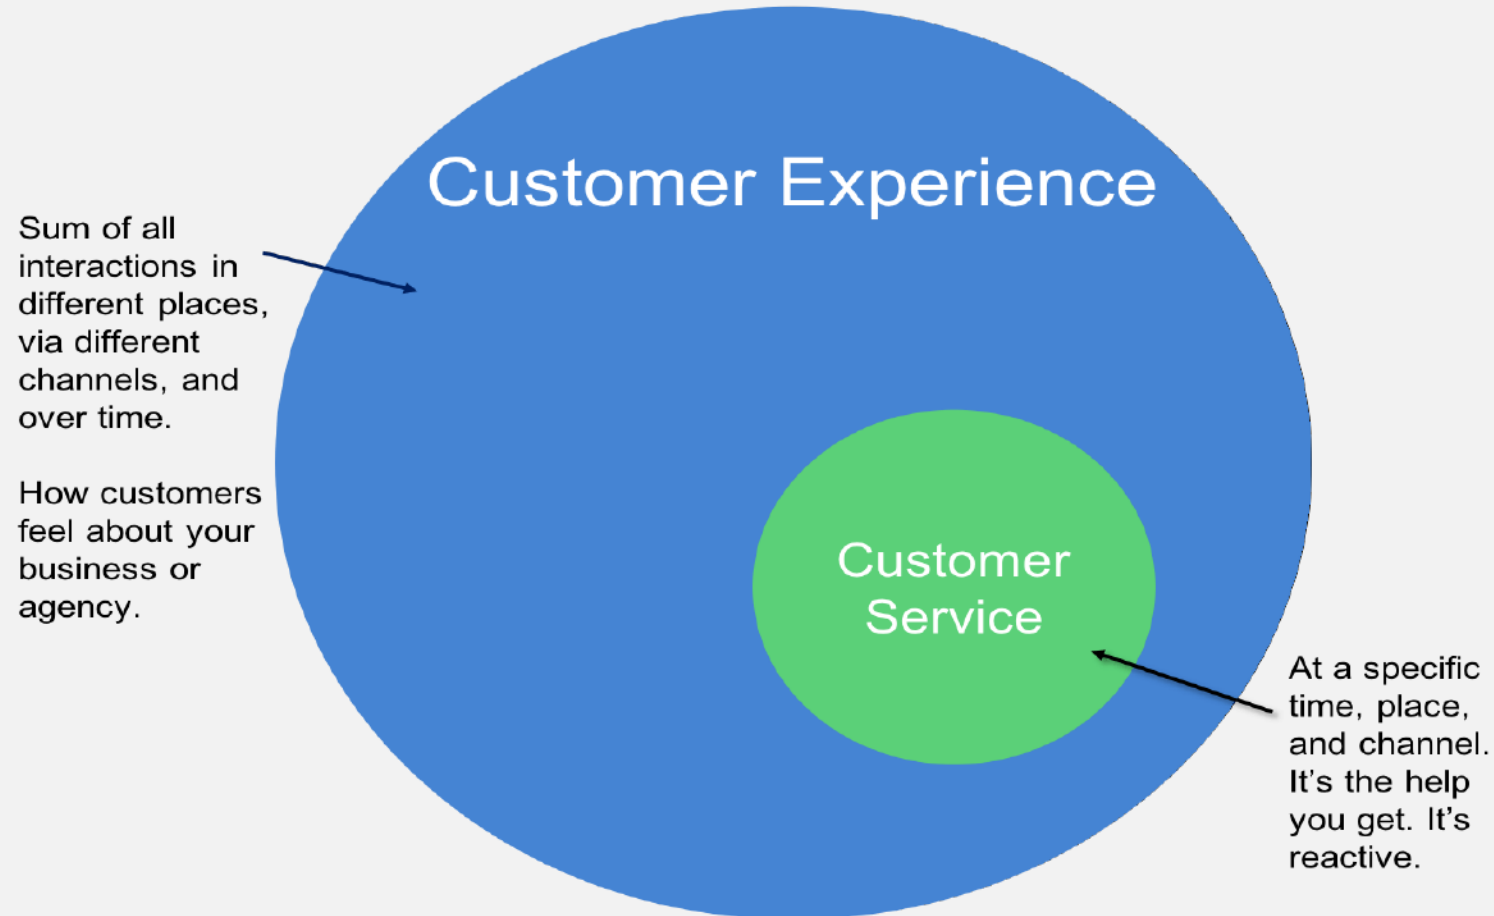 Customer Experience
Sum of all
interactions in
different places,
via different
channels, and
over time.
How customers
feel about your
business or
agency.
Customer
Service
At a specific
time, place,
and channel.
It's the help
you get. It's
reactive.